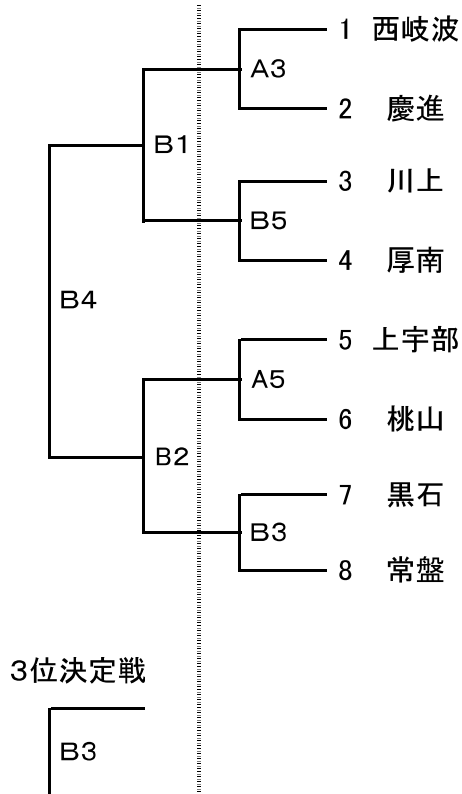 1 西岐波
A3
2 慶進
B1
3 川上
B5
4 厚南
B4
5 上宇部
A5
6 桃山
B2
7 黒石
B3
8 常盤
3位決定戦
B3